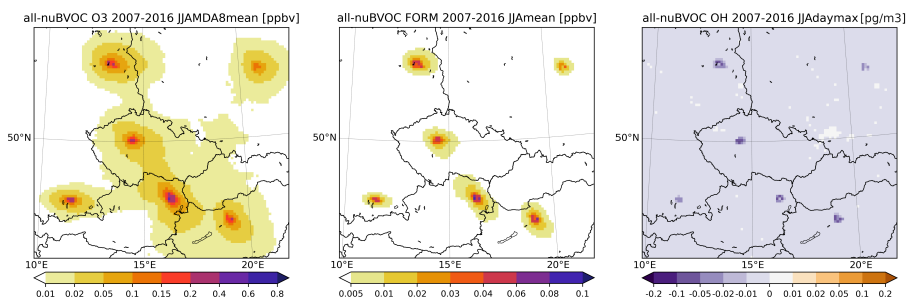 all-nuBVOC O3 2007-2016 JJAMDA8mean [ppbv]
50°N
10°E 15°E 20°E
0.01 0.02 0.05 0.10 0.15 0.2 0.4 0.6 0.8
all-nuBVOC FORM 2007-2016 JJAmean [ppbv]
50°N
10°E 15°E 20°E
0.005 0.01 0.02 0.03 0.04 0.06 0.08 0.1
all-nuBVOC OH 2007-2016 JJAdaymax [pg/m3]
50°N
10°E 15°E 20°E
-0.2 -0.1 -0.05 -0.02 -0.01 0 0.01 0.02 0.05 0.1 0.2